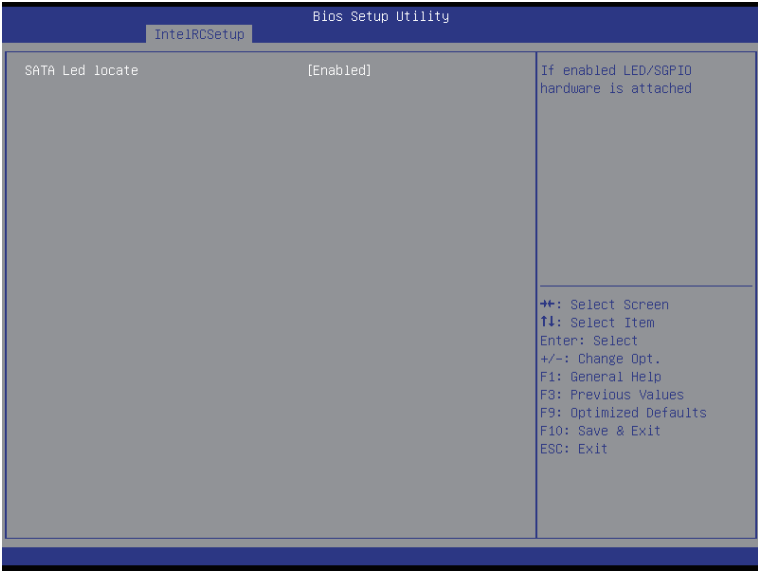 Bios Setup Utility
IntelRCSetup
SATA Led locate [Enabled]
If enabled LED/SGPIO
hardware is attached
→←: Select Screen
↑↓: Select Item
Enter: Select
+/-: Change Opt.
F1: General Help
F3: Previous Values
F9: Optimized Defaults
F10: Save & Exit
ESC: Exit